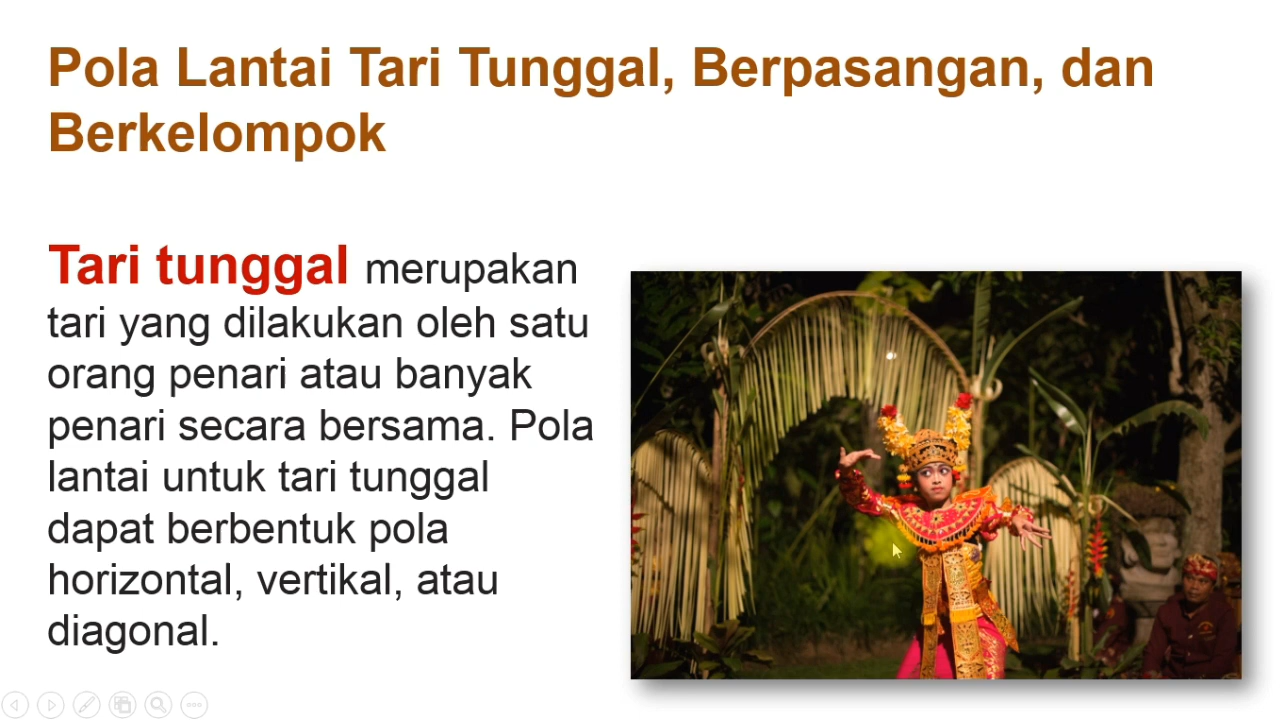 Pola Lantai Tari Tunggal, Berpasangan, dan
Berkelompok
Tari tunggal merupakan
tari yang dilakukan oleh satu
orang penari atau banyak
penari secara bersama. Pola
lantai untuk tari tunggal
dapat berbentuk pola
horizontal, vertikal, atau
diagonal.